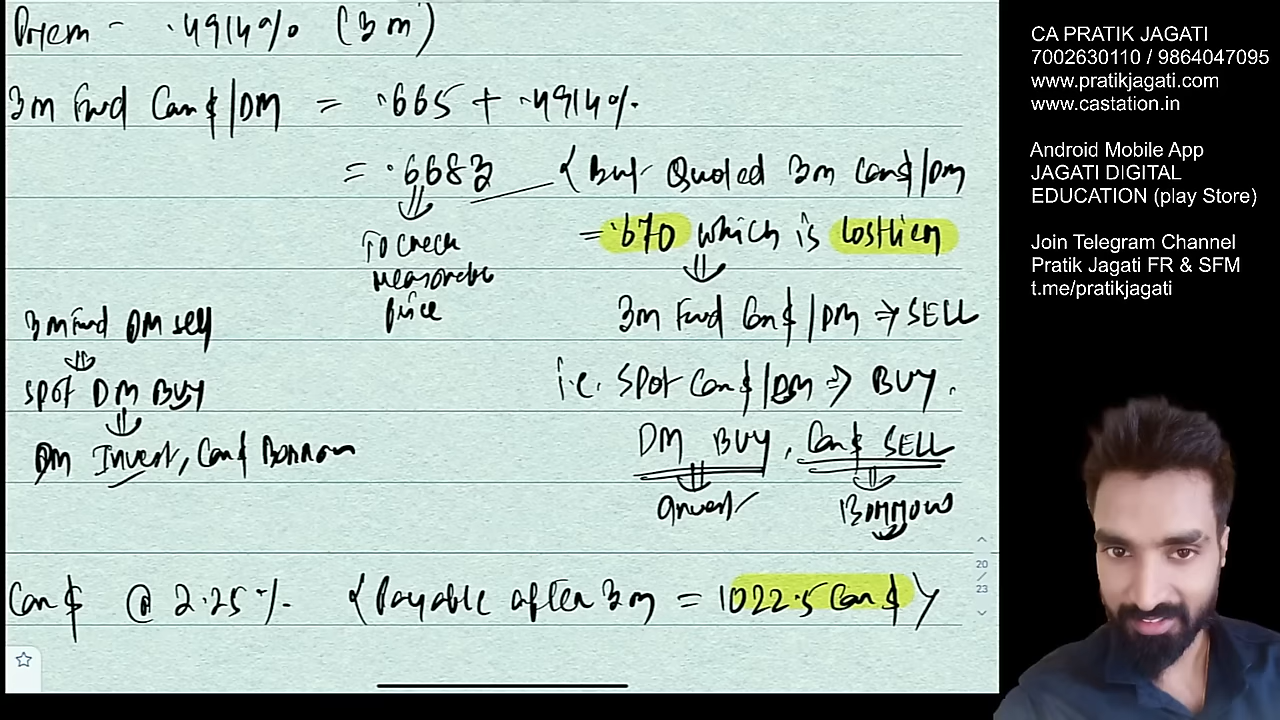 Prem = .4914% (3m)
3m Fwd Can$/DM = .665 + .4914%
= .6683 { But Quoted 3m Can$/DM
= .670 which is costlier
To check
reasonable
price
3m Fwd Can$/DM ⇒ SELL
i.e. Spot Can$/DM ⇒ BUY.
DM BUY, Can$ SELL
Invest Borrow
3m Fwd DM sell
Spot DM BUY
DM Invest, Can$ Borrow
Can$ @ 2.25% { Payable after 3m = 1022.5 Can$ }
20
/
23
CA PRATIK JAGATI
7002630110 / 9864047095
www.pratikjagati.com
www.castation.in
Android Mobile App
JAGATI DIGITAL
EDUCATION (play Store)
Join Telegram Channel
Pratik Jagati FR & SFM
t.me/pratikjagati